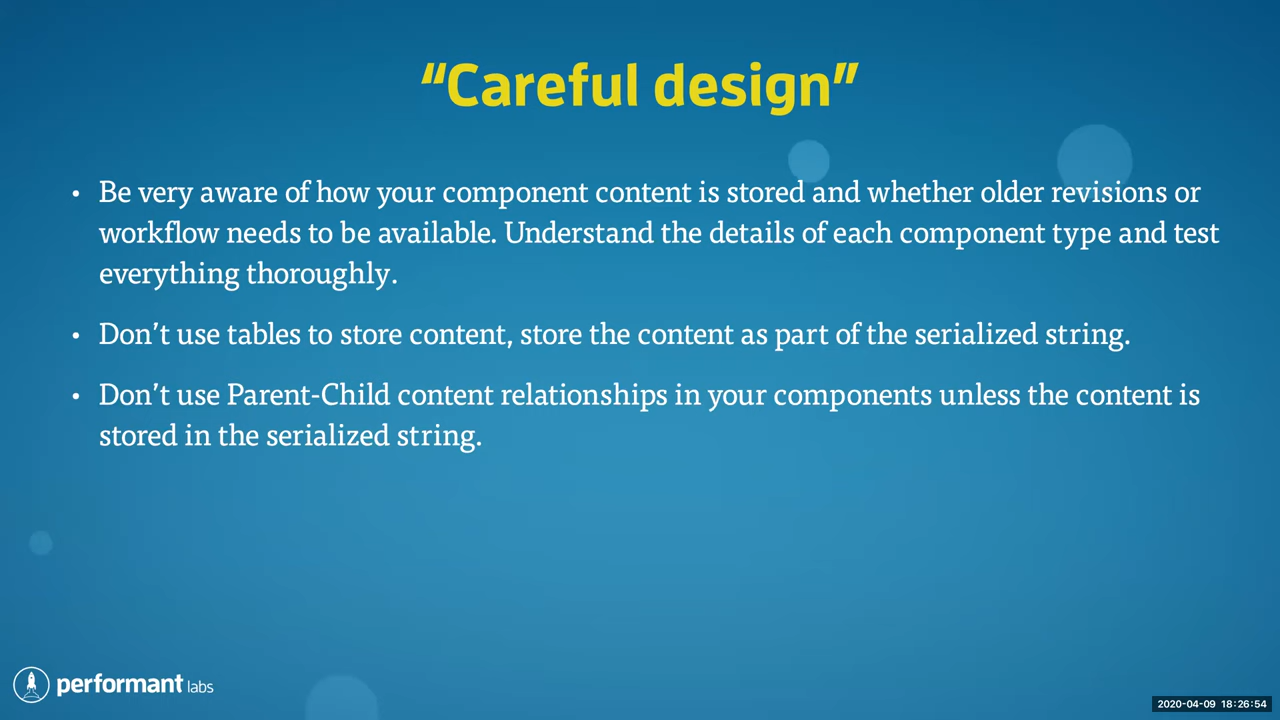 “Careful design”
• Be very aware of how your component content is stored and whether older revisions or
workflow needs to be available. Understand the details of each component type and test
everything thoroughly.
• Don’t use tables to store content, store the content as part of the serialized string.
• Don’t use Parent-Child content relationships in your components unless the content is
stored in the serialized string.
performant labs
2020-04-09 18:26:54